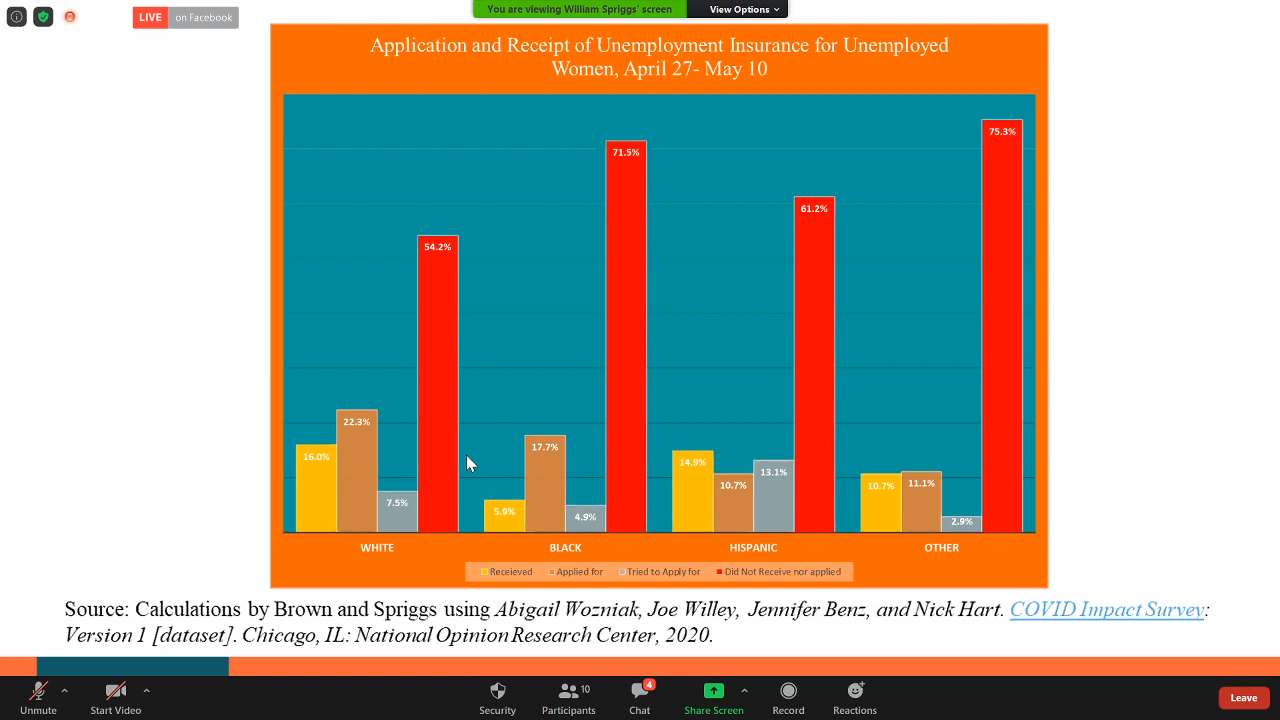 You are viewing William Spriggs' screen
View Options
LIVE on Facebook
Application and Receipt of Unemployment Insurance for Unemployed
Women, April 27- May 10
75.3%
71.5%
61.2%
54.2%
22.3%
17.7%
16.0%
14.9%
13.1%
10.7%
10.7%
11.1%
7.5%
5.9%
4.9%
2.9%
WHITE BLACK HISPANIC OTHER
Receieved Applied for Tried to Apply for Did Not Receive nor applied
Source: Calculations by Brown and Spriggs using Abigail Wozniak, Joe Willey, Jennifer Benz, and Nick Hart. COVID Impact Survey:
Version 1 [dataset]. Chicago, IL: National Opinion Research Center, 2020.
10
4
Unmute Start Video Security Participants Chat Share Screen Record Reactions Leave